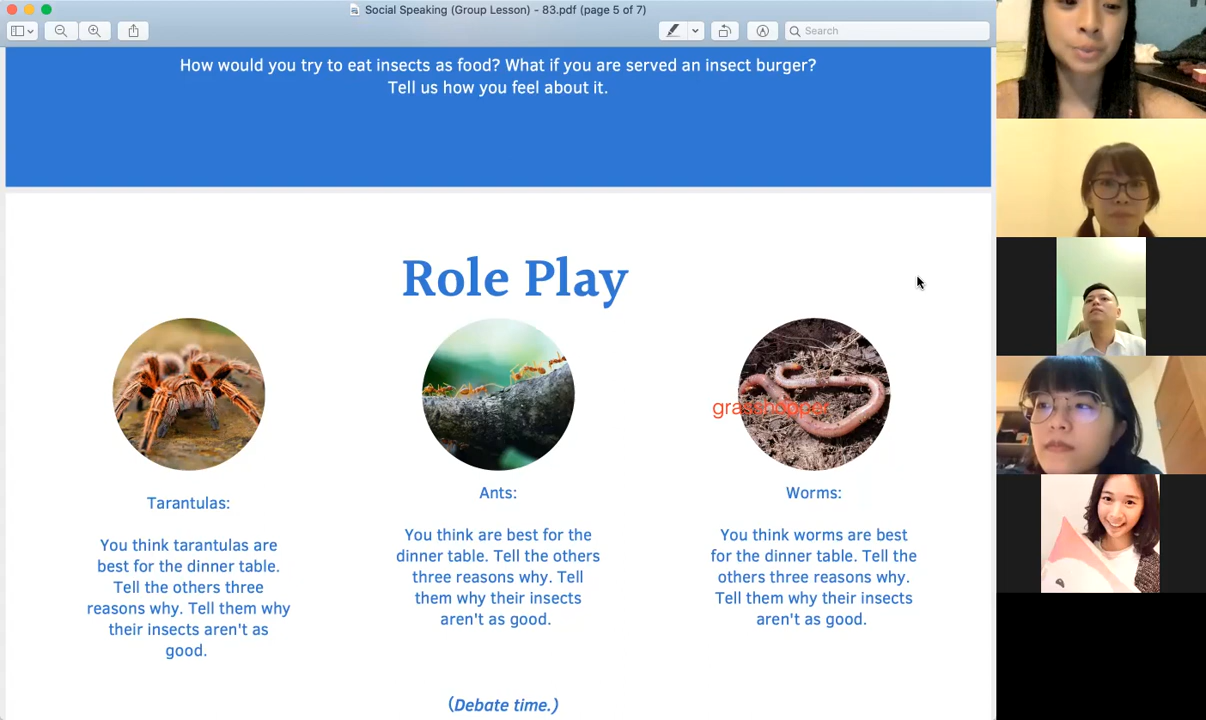 Social Speaking (Group Lesson) - 83.pdf (page 5 of 7)
Search
How would you try to eat insects as food? What if you are served an insect burger?
Tell us how you feel about it.
Role Play
grasshopper
Tarantulas:
You think tarantulas are
best for the dinner table.
Tell the others three
reasons why. Tell them why
their insects aren't as
good.
Ants:
You think are best for the
dinner table. Tell the others
three reasons why. Tell
them why their insects
aren't as good.
Worms:
You think worms are best
for the dinner table. Tell the
others three reasons why.
Tell them why their insects
aren't as good.
(Debate time.)